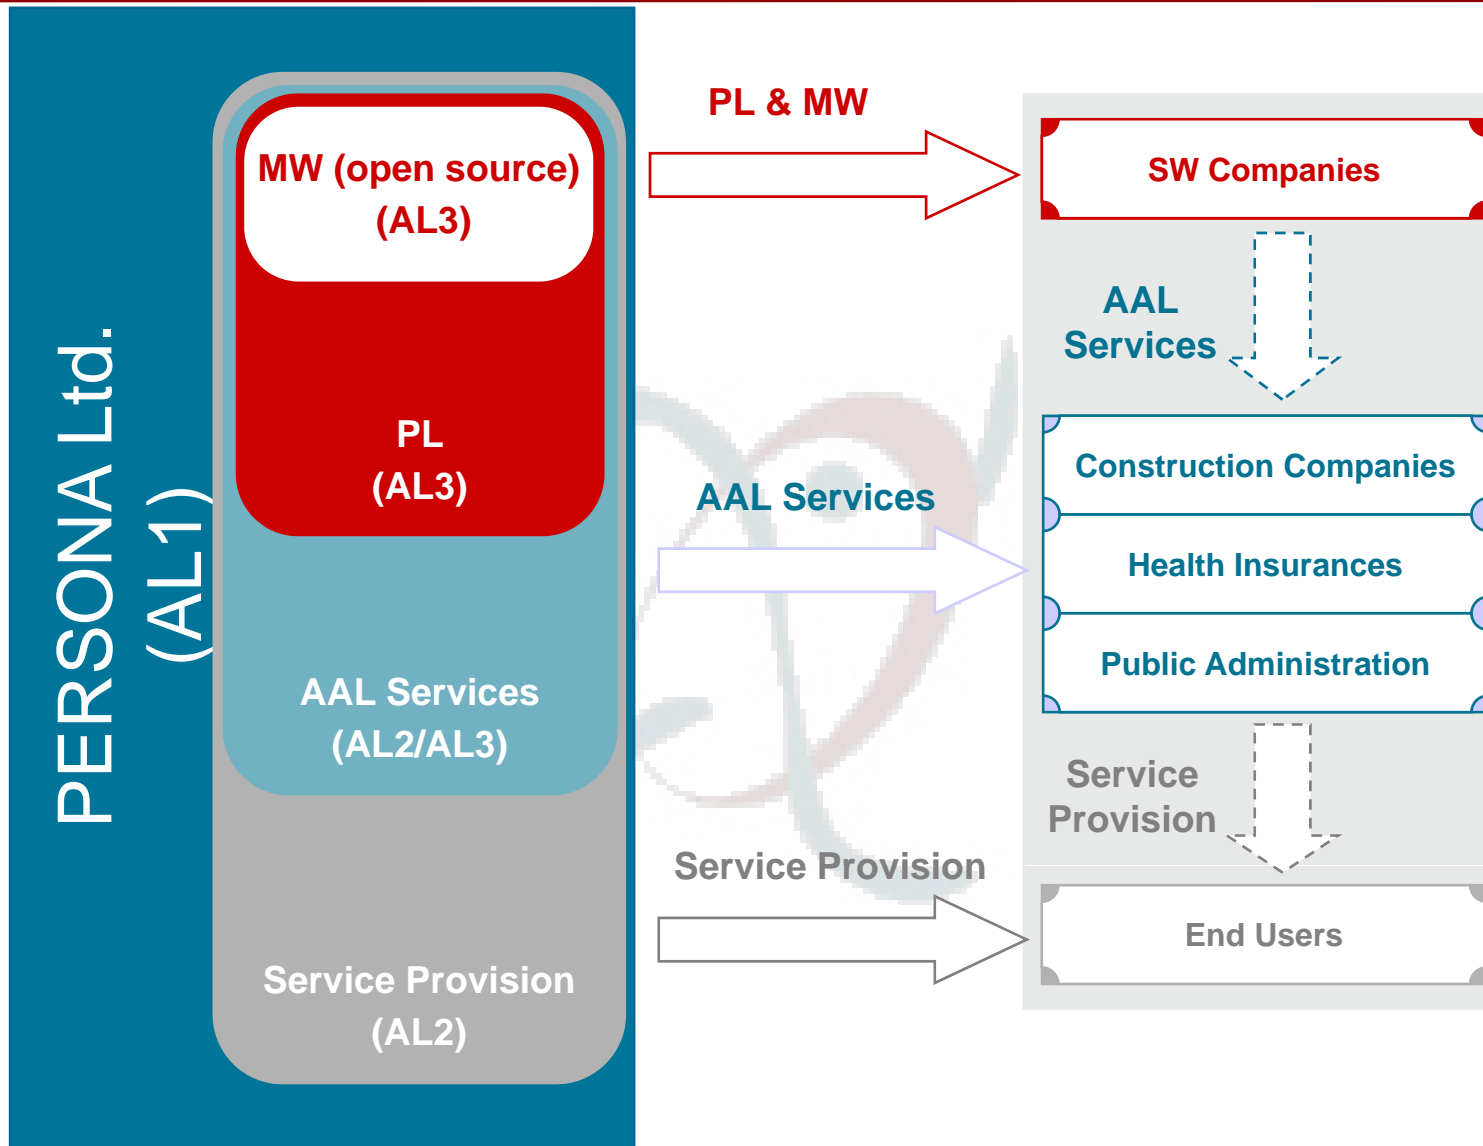 PERSONA Ltd.
(AL1)
MW (open source)
(AL3)
PL
(AL3)
AAL Services
(AL2/AL3)
Service Provision
(AL2)
PL & MW
AAL Services
Service Provision
SW Companies
AAL
Services
Construction Companies
Health Insurances
Public Administration
Service
Provision
End Users